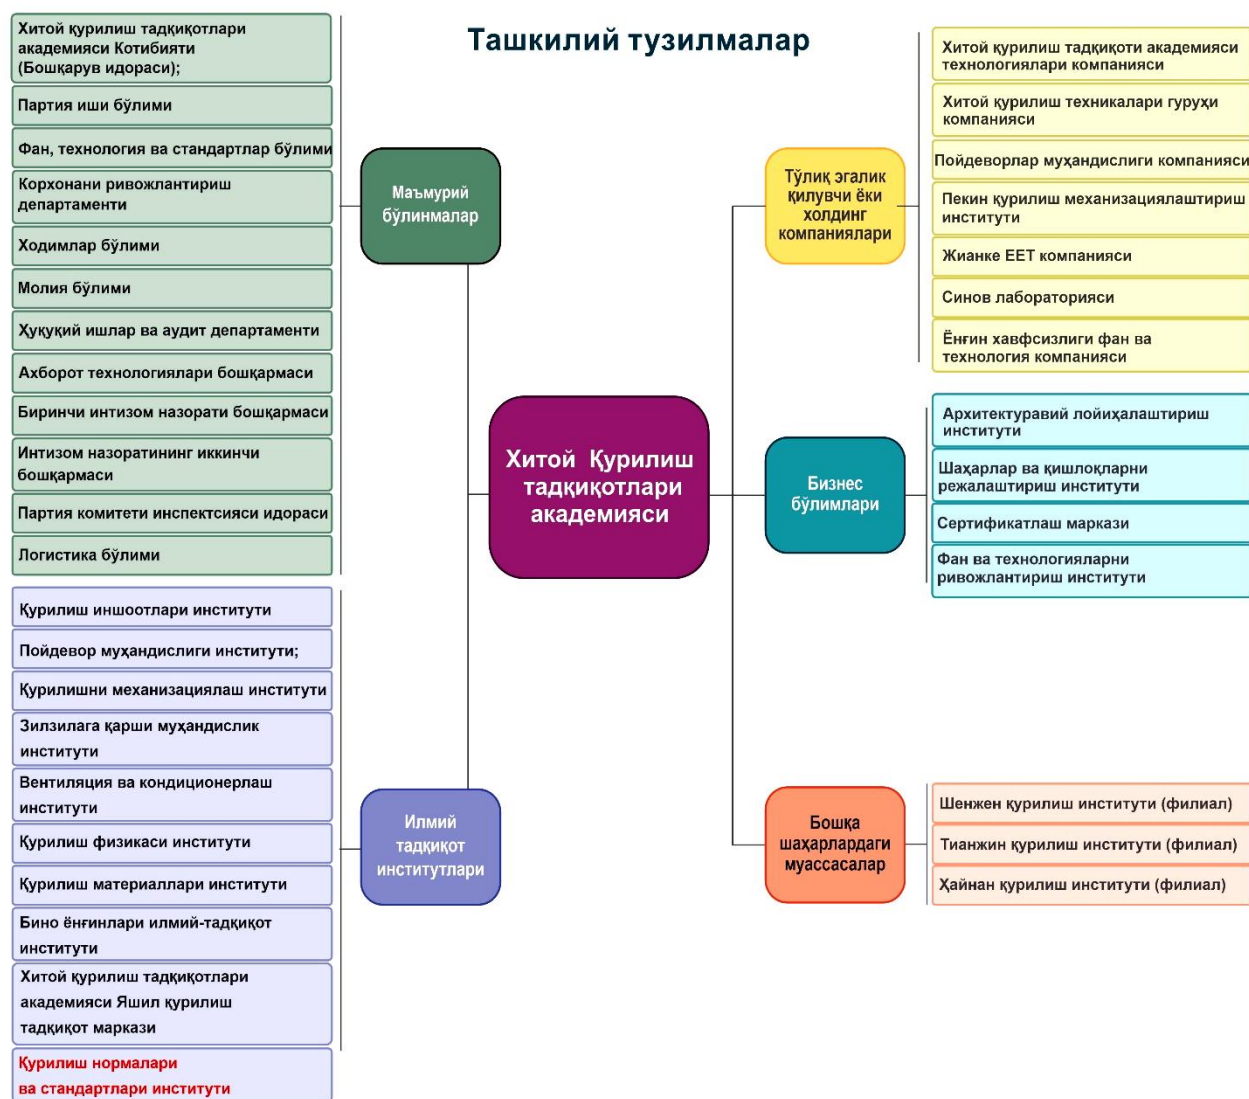 Ташкилий тузилмалар
Хитой қурилиш тадқиқотлари
академияси Котибияти
(Бошқарув идораси);
Партия иши бўлими
Фан, технология ва стандартлар бўлими
Корхонани ривожлантириш
департаменти
Ходимлар бўлими
Молия бўлими
Ҳуқуқий ишлар ва аудит департаменти
Ахборот технологиялари бошқармаси
Биринчи интизом назорати бошқармаси
Интизом назоратининг иккинчи
бошқармаси
Партия комитети инспектсияси идораси
Логистика бўлими
Маъмурий
бўлинмалар
Қурилиш иншоотлари институти
Пойдевор муҳандислиги институти;
Қурилишни механизациялаш институти
Зилзилага қарши муҳандислик
институти
Вентиляция ва кондиционерлаш
институти
Қурилиш физикаси институти
Қурилиш материаллари институти
Бино ёнғинлари илмий-тадқиқот
институти
Хитой қурилиш тадқиқотлари
академияси Яшил қурилиш
тадқиқот маркази
Қурилиш нормалари
ва стандартлари институти
Илмий
тадқиқот
институтлари
Хитой Қурилиш
тадқиқотлари
академияси
Тўлиқ эгалик
қилувчи ёки
холдинг
компаниялари
Хитой қурилиш тадқиқоти академияси
технологиялари компанияси
Хитой қурилиш техникалари гуруҳи
компанияси
Пойдеворлар муҳандислиги компанияси
Пекин қурилиш механизациялаштириш
институти
Жианке ЕЕТ компанияси
Синов лабораторияси
Ёнғин хавфсизлиги фан ва
технология компанияси
Бизнес
бўлимлари
Архитектуравий лойиҳалаштириш
институти
Шаҳарлар ва қишлоқларни
режалаштириш институти
Сертификатлаш маркази
Фан ва технологияларни
ривожлантириш институти
Бошқа
шаҳарлардаги
муассасалар
Шенжен қурилиш институти (филиал)
Тианжин қурилиш институти (филиал)
Ҳайнан қурилиш институти (филиал)